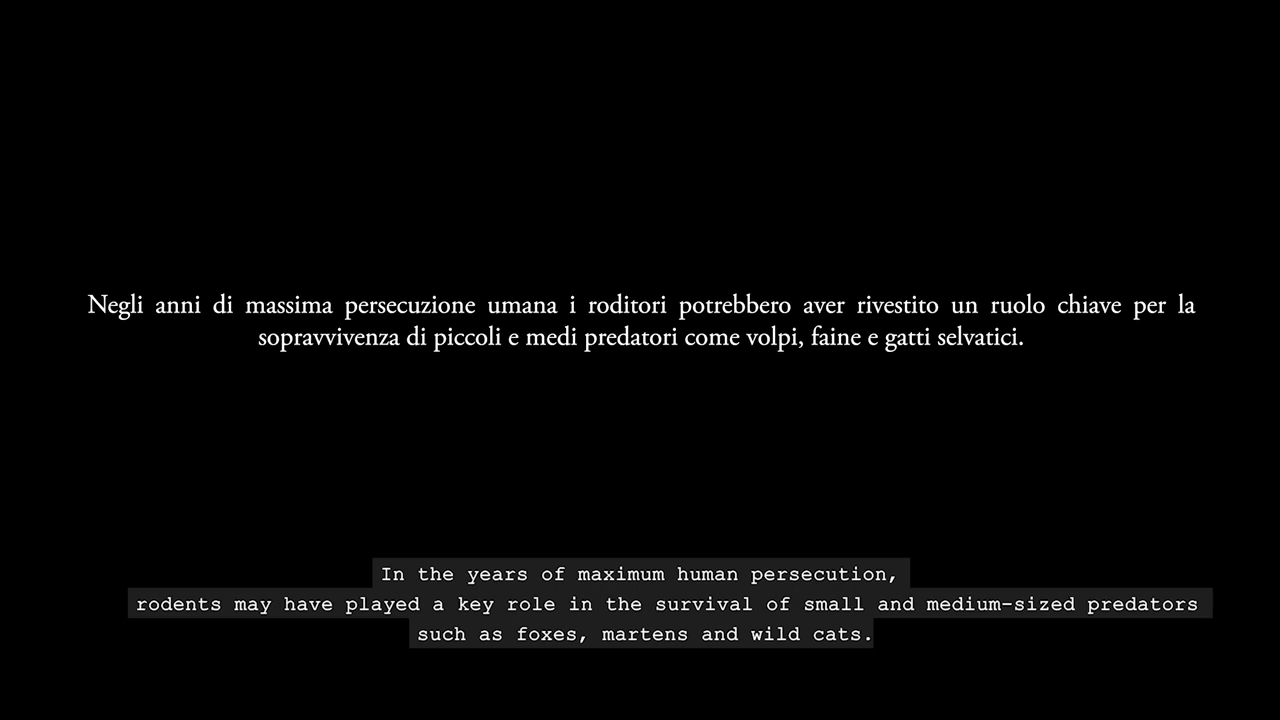 Negli anni di massima persecuzione umana i roditori potrebbero aver rivestito un ruolo chiave per la
sopravvivenza di piccoli e medi predatori come volpi, faine e gatti selvatici.
In the years of maximum human persecution,
rodents may have played a key role in the survival of small and medium-sized predators
such as foxes, martens and wild cats.